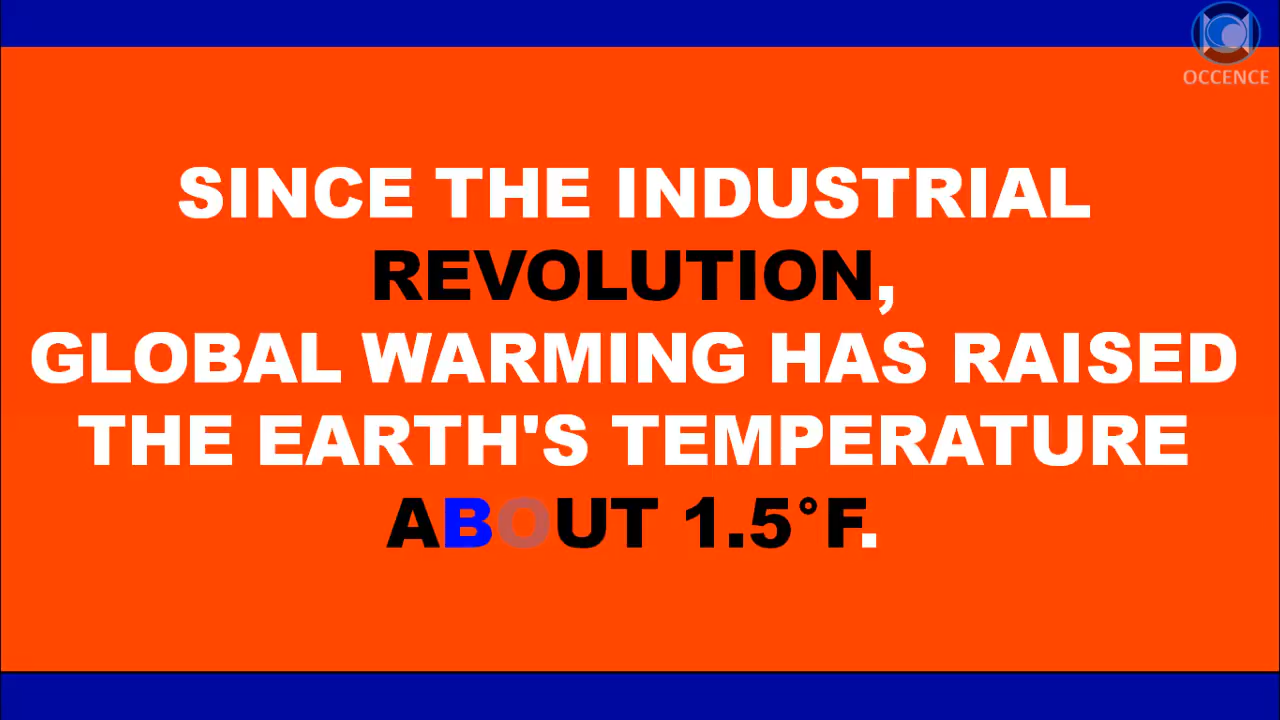 OCCENCE
SINCE THE INDUSTRIAL
REVOLUTION,
GLOBAL WARMING HAS RAISED
THE EARTH'S TEMPERATURE
ABOUT 1.5°F.